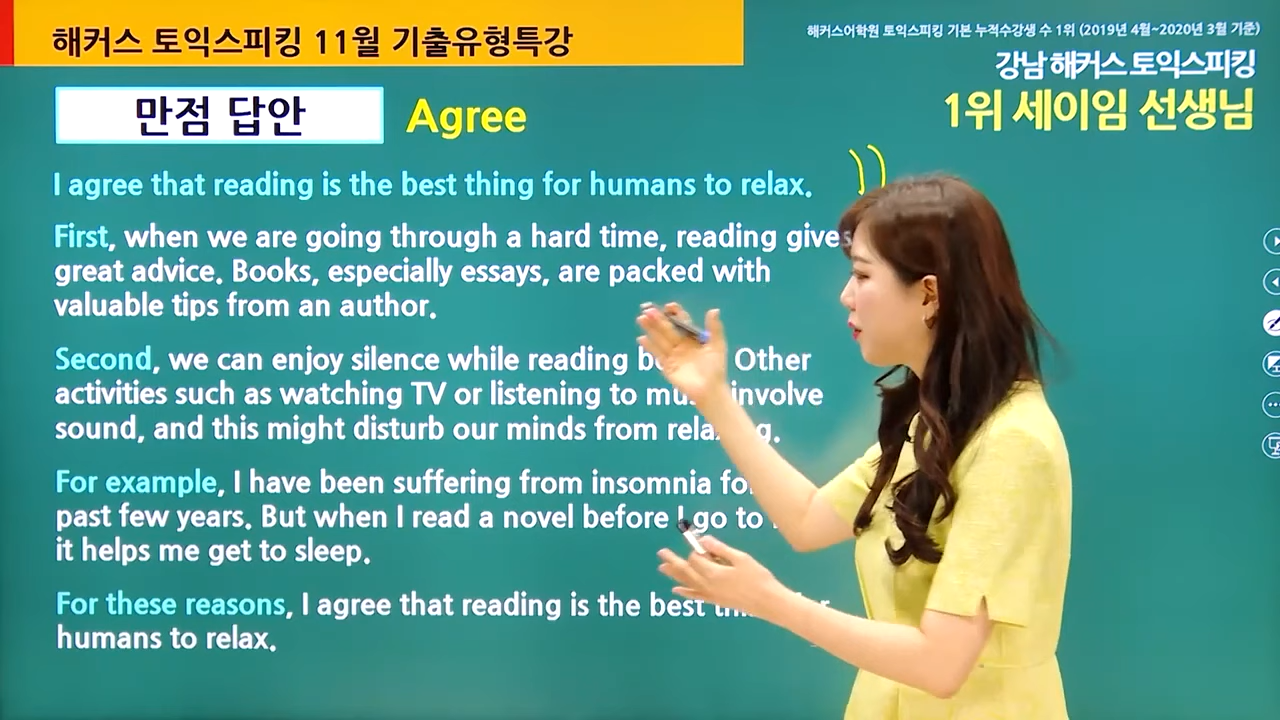 해커스 토익스피킹 11월 기출유형특강
해커스어학원 토익스피킹 기본 누적수강생 수 1위 (2019년 4월~2020년 3월 기준)
강남 해커스 토익스피킹
1위 세이임 선생님
만점 답안 Agree
I agree that reading is the best thing for humans to relax.
First, when we are going through a hard time, reading gives
great advice. Books, especially essays, are packed with
valuable tips from an author.
Second, we can enjoy silence while reading Other
activities such as watching TV or listening to involve
sound, and this might disturb our minds from
For example, I have been suffering from insomnia
past few years. But when I read a novel before I go to
it helps me get to sleep.
For these reasons, I agree that reading is the best
humans to relax.